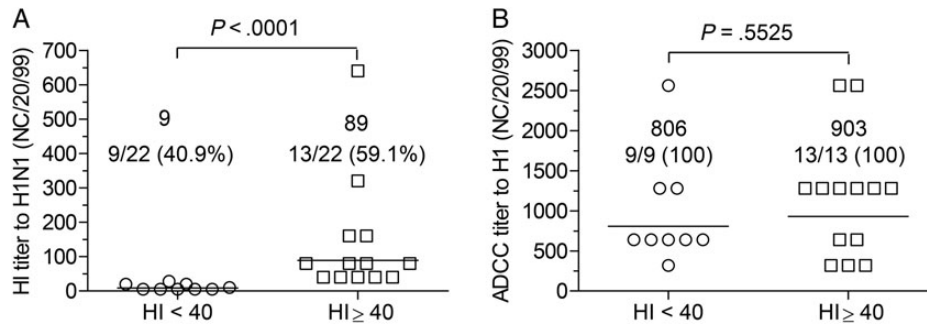 A
P < .0001
HI titer to H1N1 (NC/20/99)
700
600
500
400
300
200
100
0
9
9/22 (40.9%)
89
13/22 (59.1%)
HI < 40
HI ≥ 40
B
P = .5525
ADCC titer to H1 (NC/20/99)
3000
2500
2000
1500
1000
500
0
806
9/9 (100)
903
13/13 (100)
HI < 40
HI ≥ 40